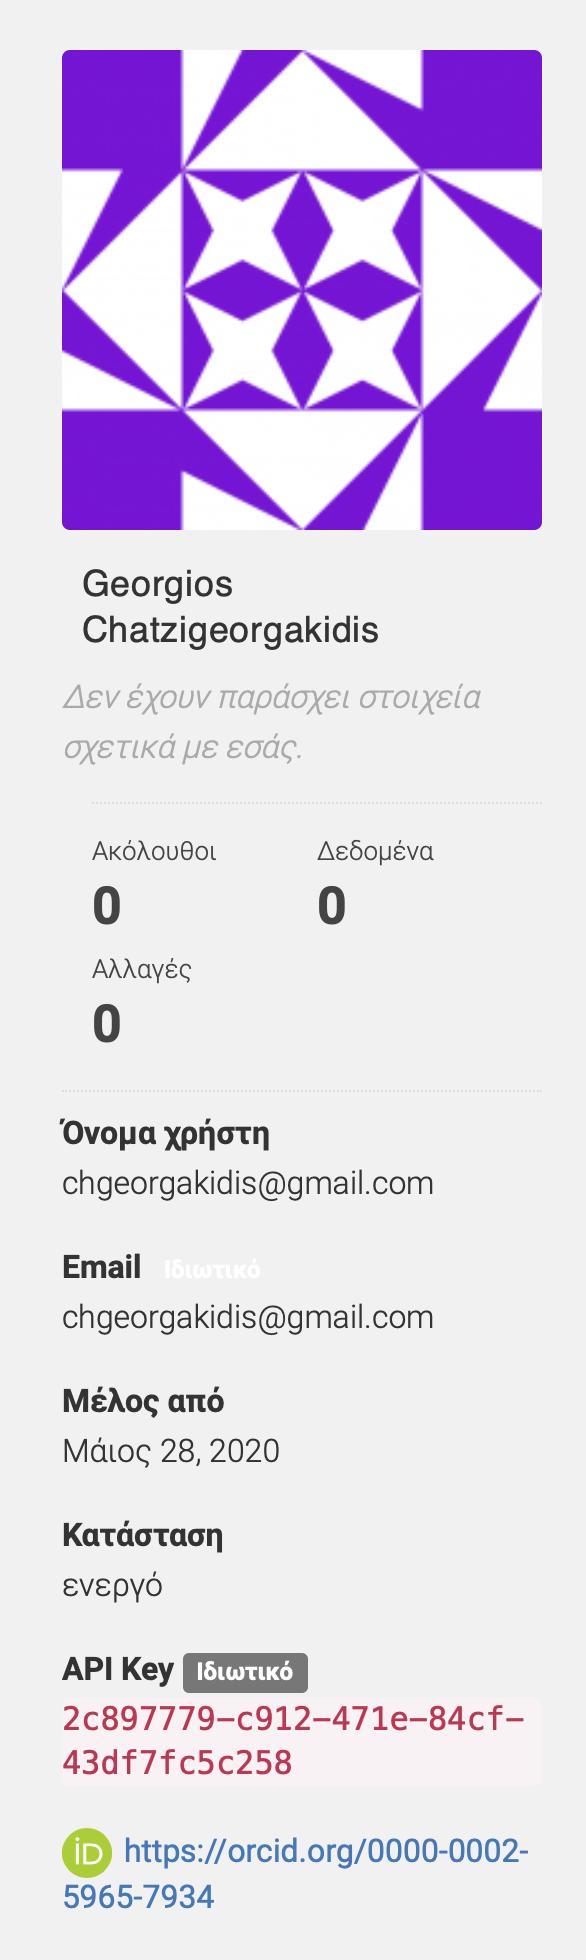 Georgios
Chatzigeorgakidis
Δεν έχουν παράσχει στοιχεία
σχετικά με εσάς.
Ακόλουθοι Δεδομένα
0 0
Αλλαγές
0
Όνομα χρήστη
chgeorgakidis@gmail.com
Email Ιδιωτικό
chgeorgakidis@gmail.com
Μέλος από
Μάιος 28, 2020
Κατάσταση
ενεργό
API Key Ιδιωτικό
2c897779-c912-471e-84cf-
43df7fc5c258
iD https://orcid.org/0000-0002-
5965-7934